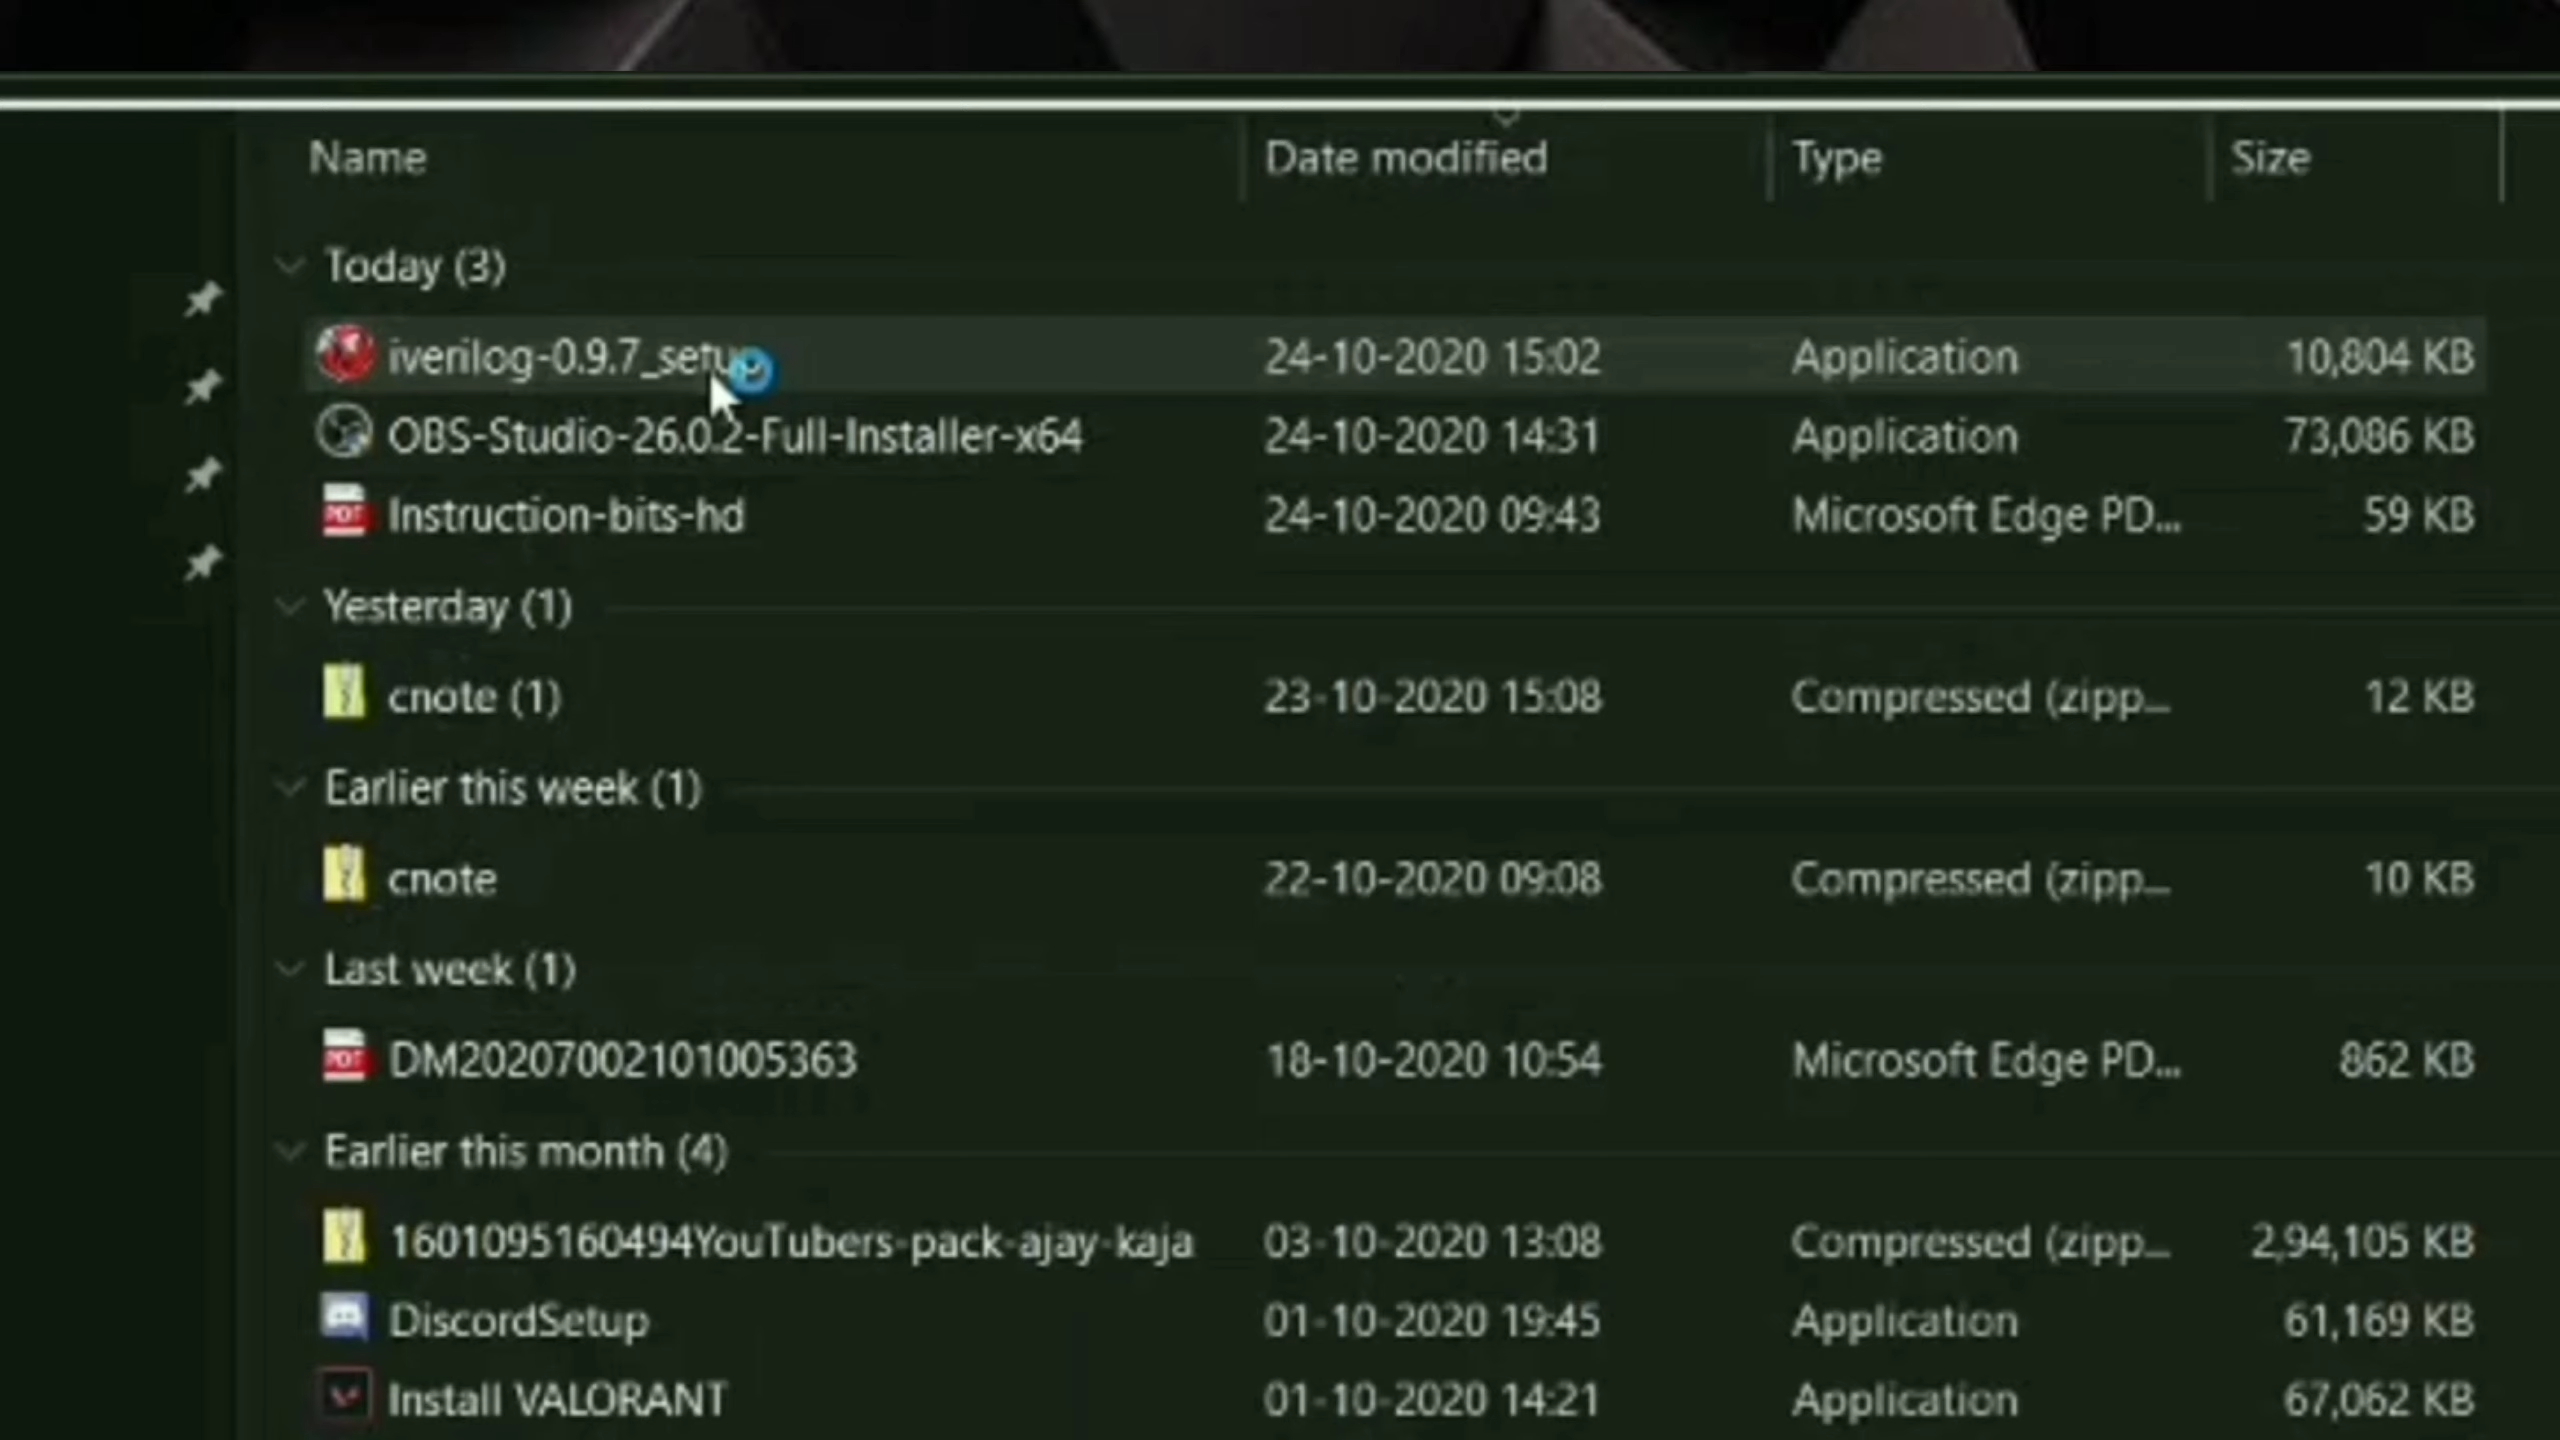 Name Date modified Type Size
Today (3)
iverilog-0.9.7_setup 24-10-2020 15:02 Application 10,804 KB
OBS-Studio-26.0.2-Full-Installer-x64 24-10-2020 14:31 Application 73,086 KB
Instruction-bits-hd 24-10-2020 09:43 Microsoft Edge PD... 59 KB
Yesterday (1)
cnote (1) 23-10-2020 15:08 Compressed (zipp... 12 KB
Earlier this week (1)
cnote 22-10-2020 09:08 Compressed (zipp... 10 KB
Last week (1)
DM20207002101005363 18-10-2020 10:54 Microsoft Edge PD... 862 KB
Earlier this month (4)
1601095160494YouTubers-pack-ajay-kaja 03-10-2020 13:08 Compressed (zipp... 2,94,105 KB
DiscordSetup 01-10-2020 19:45 Application 61,169 KB
Install VALORANT 01-10-2020 14:21 Application 67,062 KB